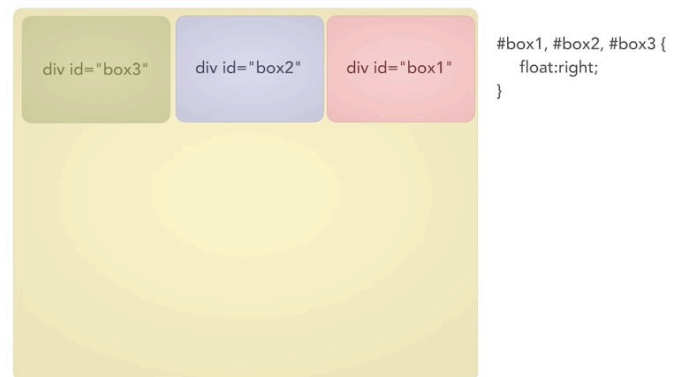 div id="box3"
div id="box2"
div id="box1"
#box1, #box2, #box3 {
float:right;
}